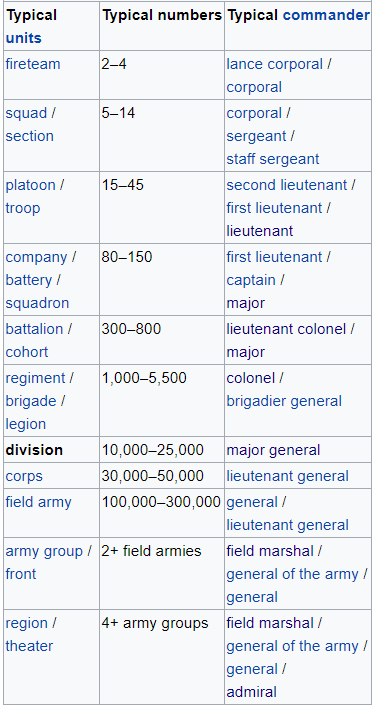 Typical units	Typical numbers	Typical commander
fireteam	2–4	lance corporal / corporal
squad / section	5–14	corporal / sergeant / staff sergeant
platoon / troop	15–45	second lieutenant / first lieutenant / lieutenant
company / battery / squadron	80–150	first lieutenant / captain / major
battalion / cohort	300–800	lieutenant colonel / major
regiment / brigade / legion	1,000–5,500	colonel / brigadier general
division	10,000–25,000	major general
corps	30,000–50,000	lieutenant general
field army	100,000–300,000	general / lieutenant general
army group / front	2+ field armies	field marshal / general of the army / general
region / theater	4+ army groups	field marshal / general of the army / general / admiral